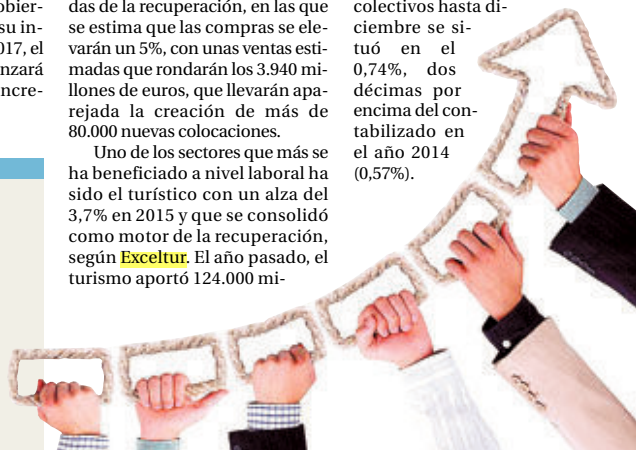 obier-
su in-
017, el
nzará
ncre-
das de la recuperación, en las que
se estima que las compras se ele-
varán un 5%, con unas ventas esti-
madas que rondarán los 3.940 mi-
llones de euros, que llevarán apa-
rejada la creación de más de
80.000 nuevas colocaciones.
Uno de los sectores que más se
ha beneficiado a nivel laboral ha
sido el turístico con un alza del
3,7% en 2015 y que se consolidó
como motor de la recuperación,
según Exceltur. El año pasado, el
turismo aportó 124.000 mi-
colectivos hasta di-
ciembre se si-
tuó en el
0,74%, dos
décimas por
encima del con-
tabilizado en
el año 2014
(0,57%).